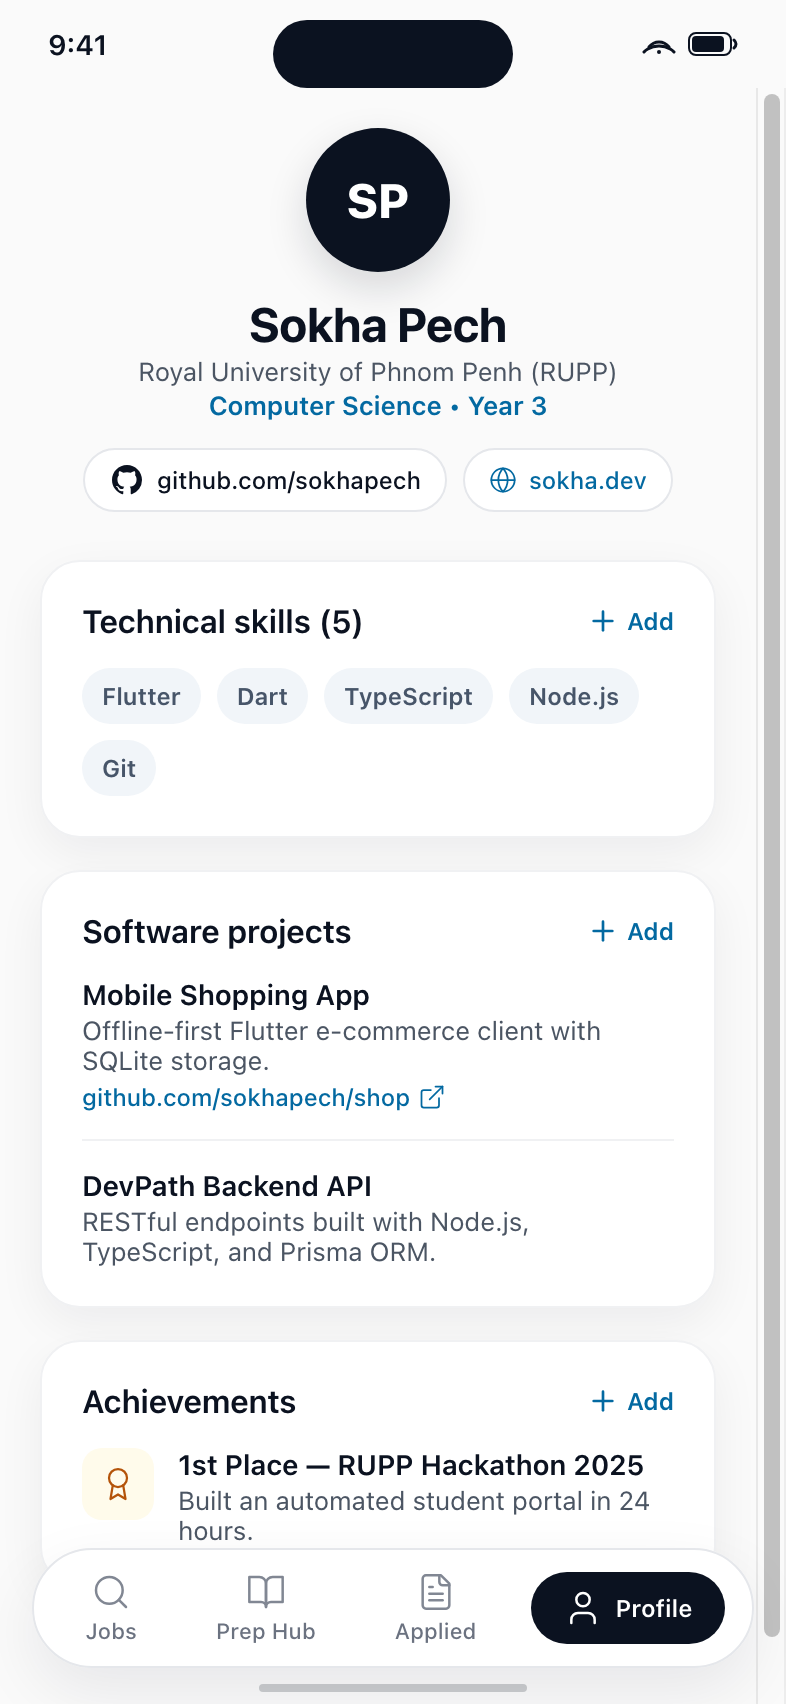 9:41
SP
Sokha Pech
Royal University of Phnom Penh (RUPP)
Computer Science • Year 3
github.com/sokhapech
sokha.dev
Technical skills (5)
Add
Flutter
Dart
TypeScript
Node.js
Git
Software projects
Add
Mobile Shopping App
Offline-first Flutter e-commerce client with
SQLite storage.
github.com/sokhapech/shop
DevPath Backend API
RESTful endpoints built with Node.js,
TypeScript, and Prisma ORM.
Achievements
Add
1st Place — RUPP Hackathon 2025
Built an automated student portal in 24
hours.
Jobs
Prep Hub
Applied
Profile